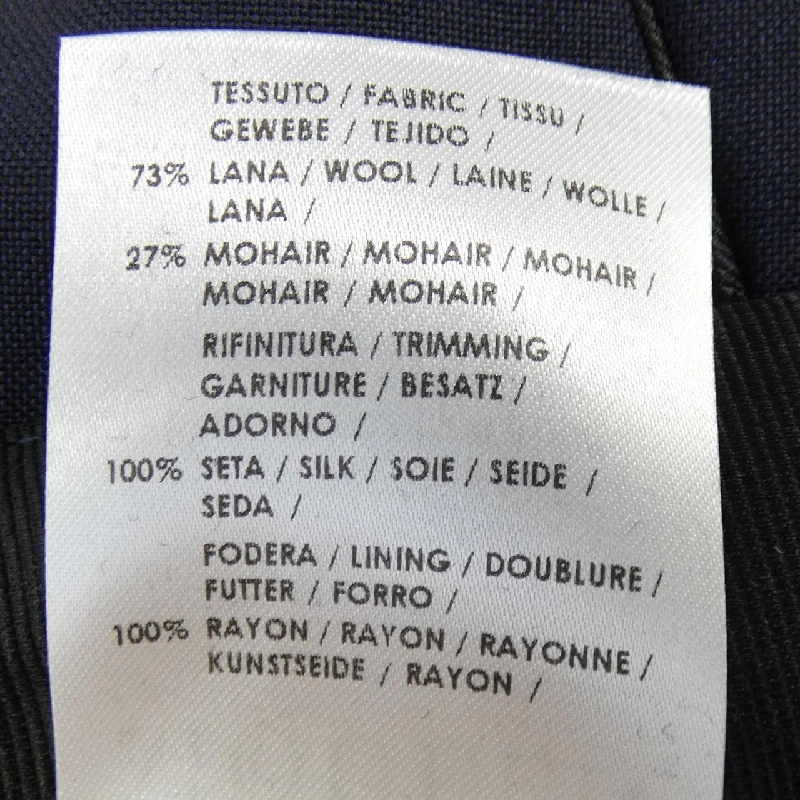 TESSUTO / FABRIC / TISSU /
GEWEBE / TEJIDO /
73% LANA / WOOL / LAINE / WOLLE /
LANA /
27% MOHAIR / MOHAIR / MOHAIR /
MOHAIR / MOHAIR /
RIFINITURA / TRIMMING /
GARNITURE / BESATZ /
ADORNO /
100% SETA / SILK / SOIE / SEIDE /
SEDA /
FODERA / LINING / DOUBLURE /
FUTTER / FORRO /
100% RAYON / RAYON / RAYONNE /
KUNSTSEIDE / RAYON /